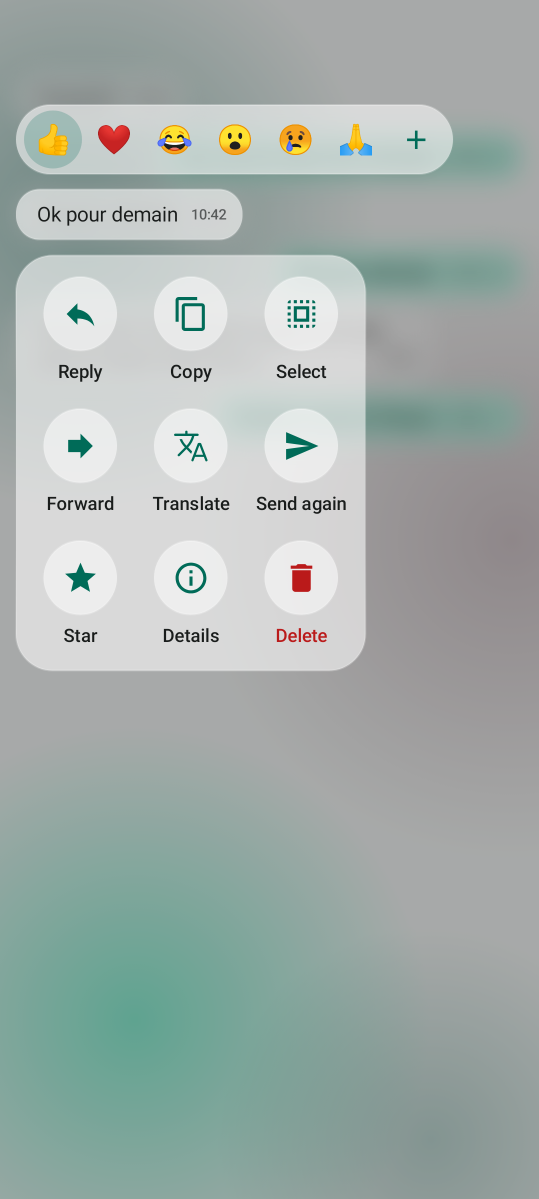 Ok pour demain 10:42
Reply Copy Select
Forward Translate Send again
Star Details Delete